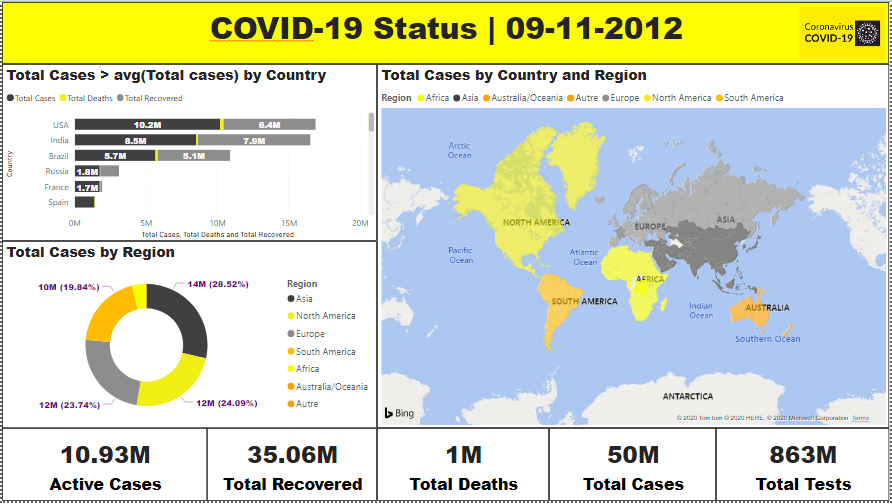 COVID-19 Status | 09-11-2012
Coronavirus
COVID-19
Total Cases > avg(Total cases) by Country
Total Cases Total Deaths Total Recovered
Country
USA 10.2M 6.4M
India 8.5M 7.9M
Brazil 5.7M 5.1M
Russia 1.8M
France 1.7M
Spain
0M 5M 10M 15M 20M
Total Cases, Total Deaths and Total Recovered
Total Cases by Region
10M (19.84%)
14M (28.52%)
12M (23.74%)
12M (24.09%)
Region
Asia
North America
Europe
South America
Africa
Australia/Oceania
Autre
Total Cases by Country and Region
Region Africa Asia Australia/Oceania Autre Europe North America South America
Arctic
Ocean
NORTH AMERICA
EUROPE
ASIA
Pacific
Ocean
Atlantic
Ocean
AFRICA
SOUTH AMERICA
Indian
Ocean
AUSTRALIA
Southern Ocean
ANTARCTICA
Bing
© 2020 TomTom © 2020 HERE, © 2020 Microsoft Corporation Terms
10.93M
Active Cases
35.06M
Total Recovered
1M
Total Deaths
50M
Total Cases
863M
Total Tests